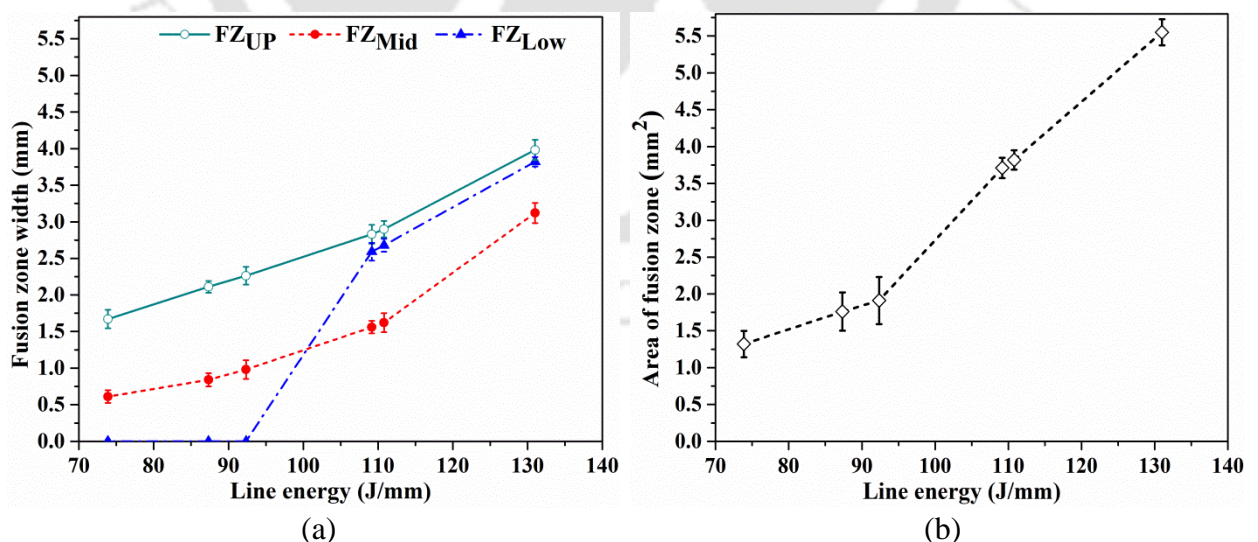 FZUP FZMid FZLow
Fusion zone width (mm)
5.5
5.0
4.5
4.0
3.5
3.0
2.5
2.0
1.5
1.0
0.5
0.0
70 80 90 100 110 120 130 140
Line energy (J/mm)
(a)
Area of fusion zone (mm²)
5.5
5.0
4.5
4.0
3.5
3.0
2.5
2.0
1.5
1.0
0.5
0.0
70 80 90 100 110 120 130 140
Line energy (J/mm)
(b)